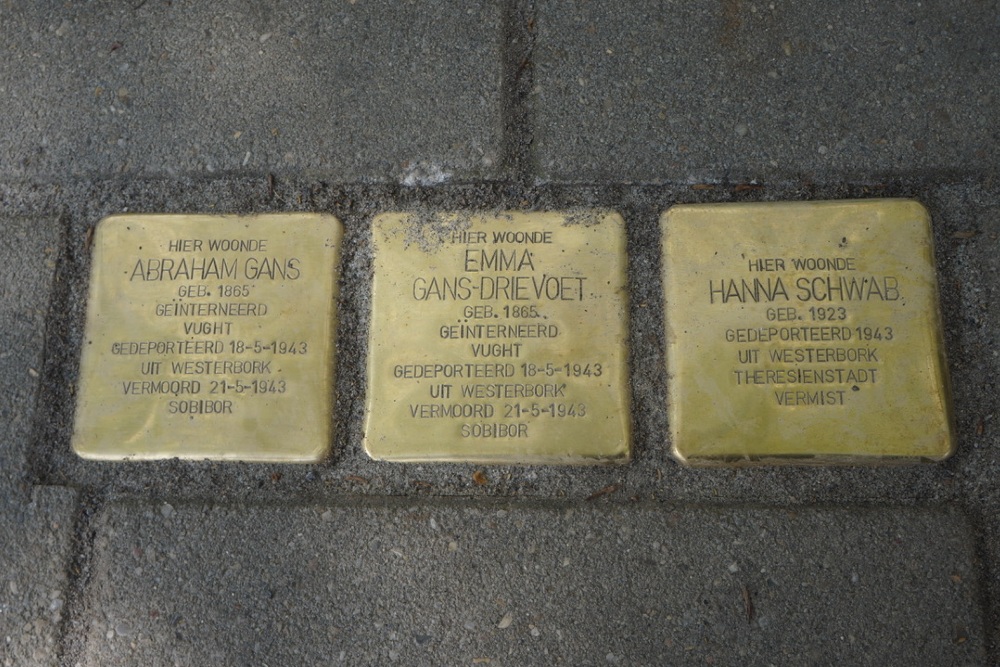 HIER WOONDE
ABRAHAM GANS
GEB. 1865
GEÏNTERNEERD
VUGHT
GEDEPORTEERD 18-5-1943
UIT WESTERBORK
VERMOORD 21-5-1943
SOBIBOR
HIER WOONDE
EMMA
GANS-DRIEVOET
GEB. 1865
GEÏNTERNEERD
VUGHT
GEDEPORTEERD 18-5-1943
UIT WESTERBORK
VERMOORD 21-5-1943
SOBIBOR
HIER WOONDE
HANNA SCHWAB
GEB. 1923
GEDEPORTEERD 1943
UIT WESTERBORK
THERESIENSTADT
VERMIST